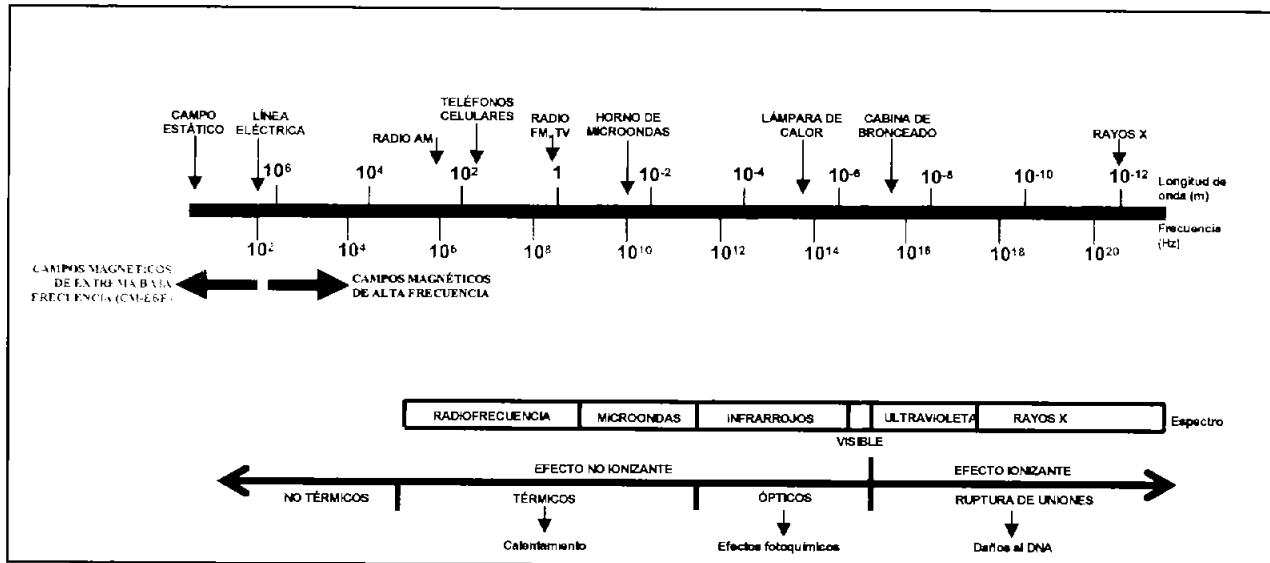 CAMPO
ESTÁTICO
LÍNEA
ELÉCTRICA
RADIO AM
TELÉFONOS
CELULARES
RADIO
FM, TV
HORNO DE
MICROONDAS
LÁMPARA DE
CALOR
CABINA DE
BRONCEADO
RAYOS X
10⁶ 10⁴ 10² 1 10⁻² 10⁻⁴ 10⁻⁶ 10⁻⁸ 10⁻¹⁰ 10⁻¹²
Longitud de
onda (m)
10² 10⁴ 10⁶ 10⁸ 10¹⁰ 10¹² 10¹⁴ 10¹⁶ 10¹⁸ 10²⁰
Frecuencia
(Hz)
CAMPOS MAGNETICOS
DE EXTREMA BAJA
FRECUENCIA
CAMPOS MAGNÉTICOS
DE ALTA FRECUENCIA
RADIOFRECUENCIA MICROONDAS INFRARROJOS ULTRAVIOLETA RAYOS X Espectro
VISIBLE
EFECTO NO IONIZANTE EFECTO IONIZANTE
NO TÉRMICOS TÉRMICOS ÓPTICOS RUPTURA DE UNIONES
Calentamiento Efectos fotoquímicos Daños al DNA